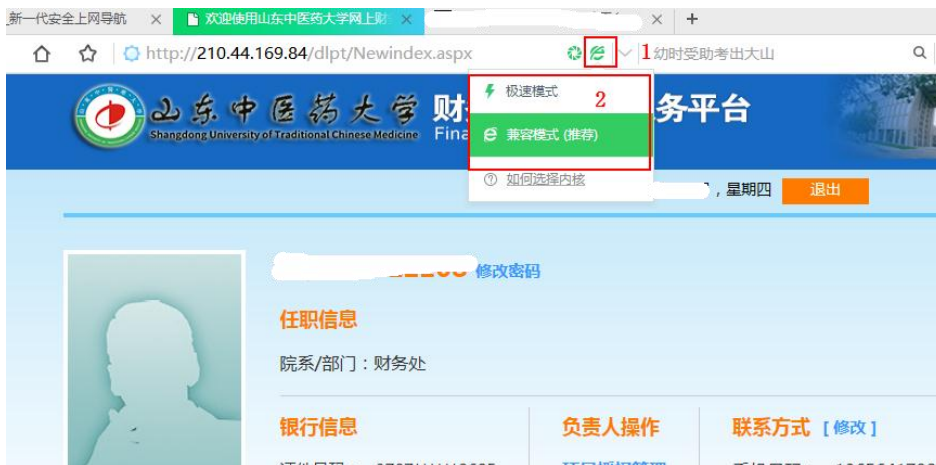 新一代安全上网导航 × 欢迎使用山东中医药大学网上财 × × +
http://210.44.169.84/dlpt/Newindex.aspx 1 幼时受助考出大山
山东中医药大学 财 务平台
Shangdong University of Traditional Chinese Medicine Fina
极速模式 2
兼容模式 (推荐)
如何选择内核
，星期四 退出
修改密码
任职信息
院系/部门：财务处
银行信息 负责人操作 联系方式 [修改]